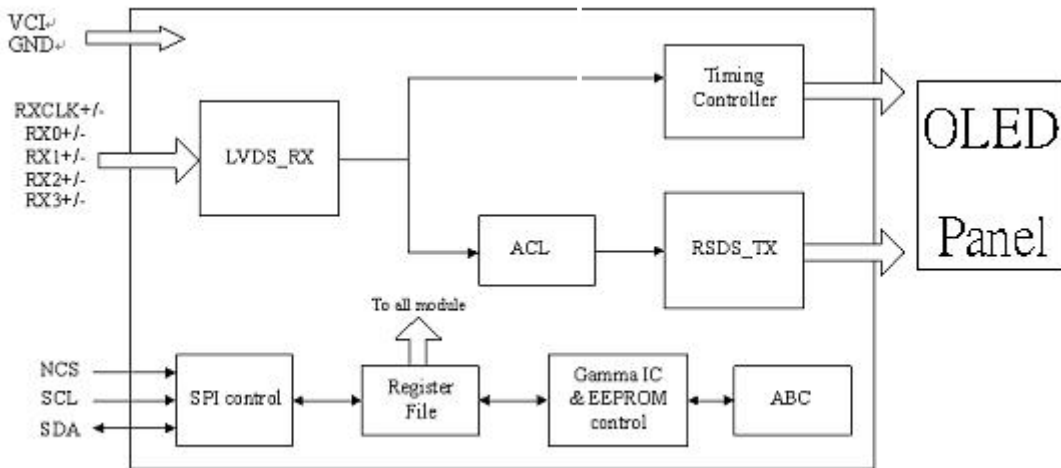 VCI
GND
RXCLK+/-
RX0+/-
RX1+/-
RX2+/-
RX3+/-
LVDS_RX
Timing
Controller
OLED
Panel
ACL
RSDS_TX
To all module
NCS
SCL
SDA
SPI control
Register
File
Gamma IC
& EEPROM
control
ABC